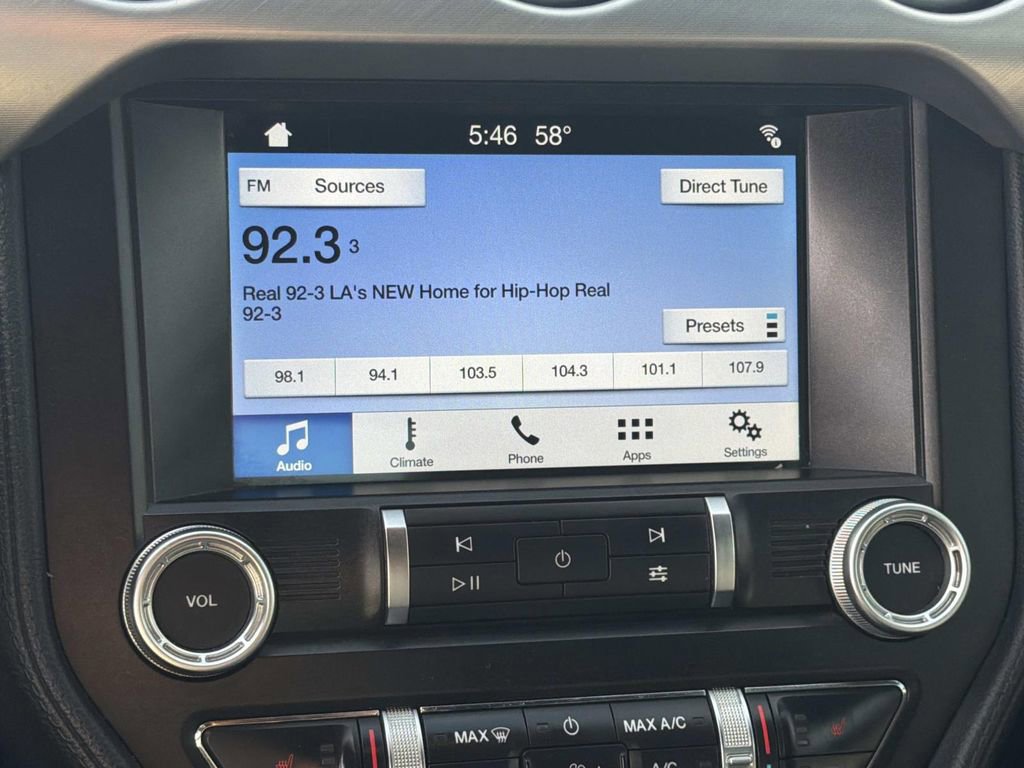 5:46 58°
FM Sources
Direct Tune
92.3 3
Real 92-3 LA's NEW Home for Hip-Hop Real
92-3
Presets
98.1 94.1 103.5 104.3 101.1 107.9
Audio Climate Phone Apps Settings
VOL
TUNE
MAX
MAX A/C
A/C